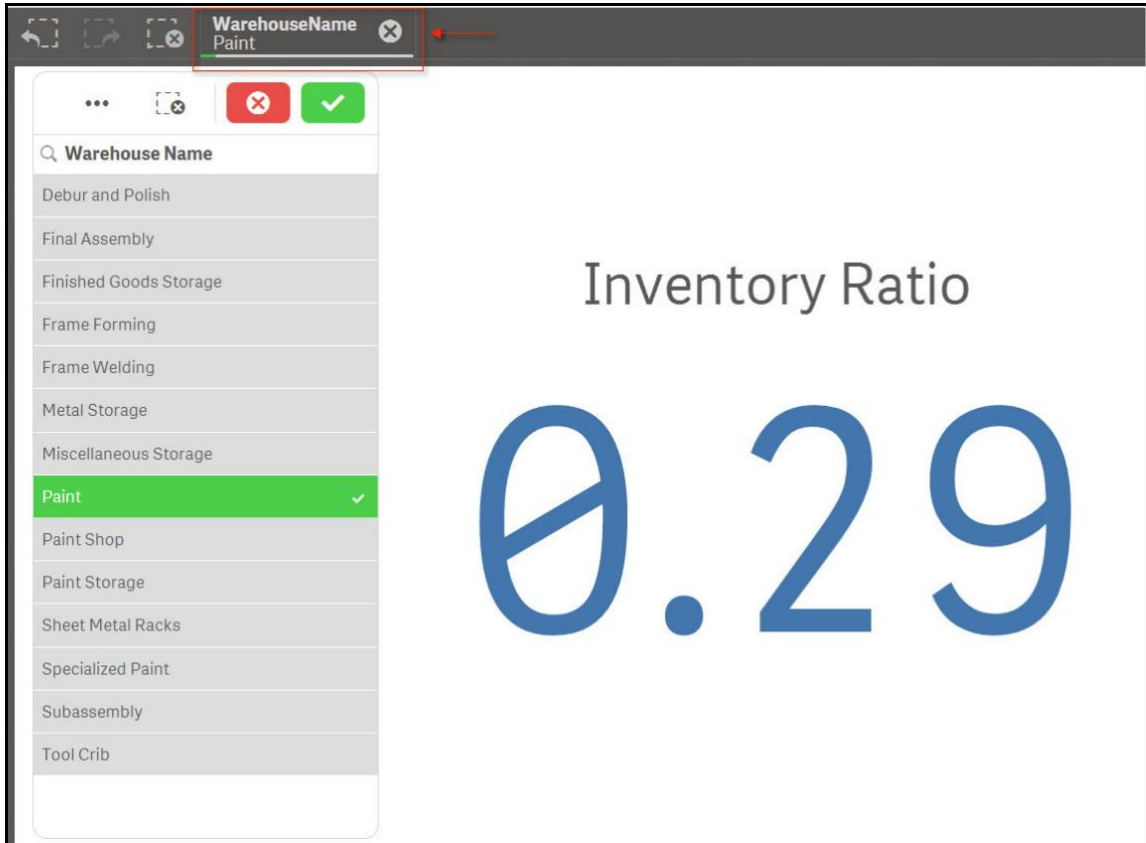 WarehouseName
Paint
Warehouse Name
Debur and Polish
Final Assembly
Finished Goods Storage
Frame Forming
Frame Welding
Metal Storage
Miscellaneous Storage
Paint
Paint Shop
Paint Storage
Sheet Metal Racks
Specialized Paint
Subassembly
Tool Crib
Inventory Ratio
0.29